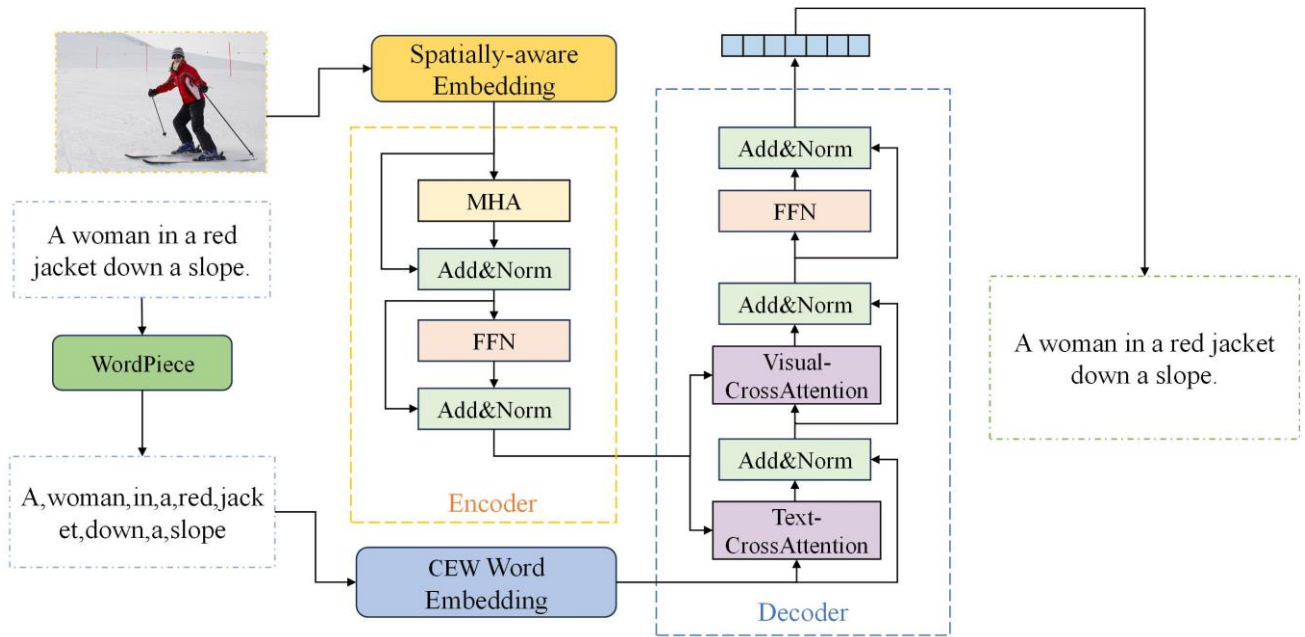 Spatially-aware
Embedding
A woman in a red
jacket down a slope.
WordPiece
A,woman,in,a,red,jack
et,down,a,slope
MHA
Add&Norm
FFN
Add&Norm
Encoder
CEW Word
Embedding
Add&Norm
FFN
Add&Norm
Visual-
CrossAttention
Add&Norm
Text-
CrossAttention
Decoder
A woman in a red jacket
down a slope.